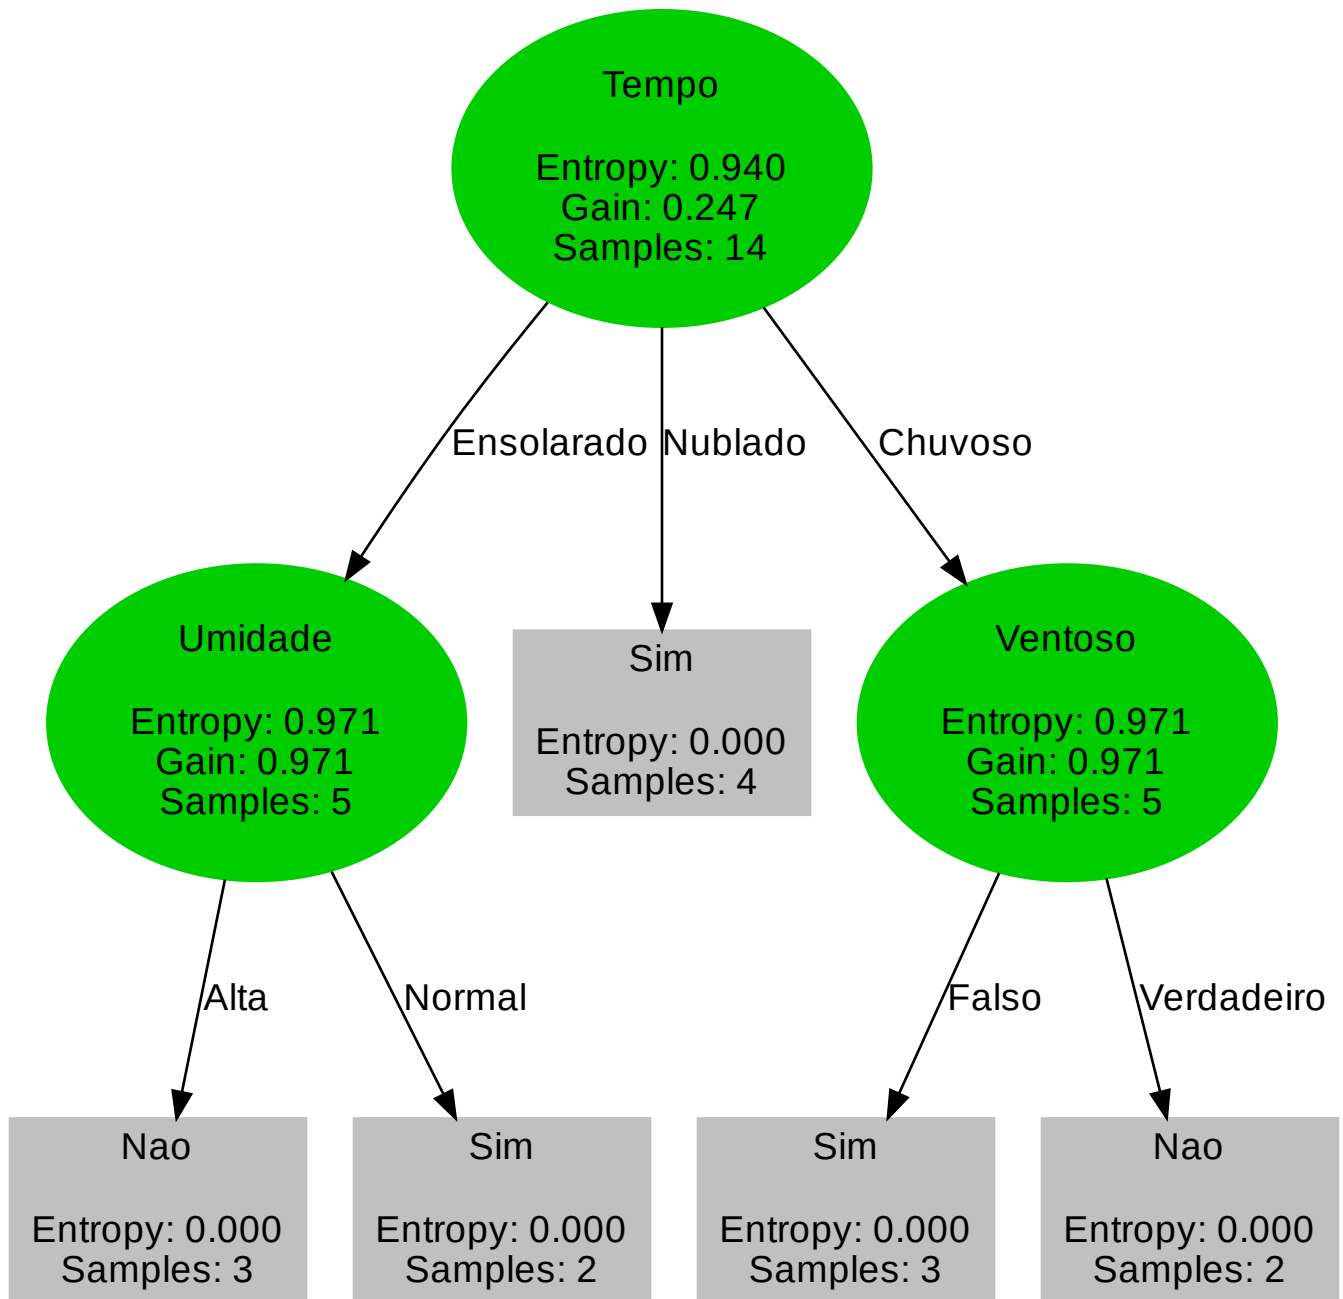 Tempo
Entropy: 0.940
Gain: 0.247
Samples: 14
Ensolarado
Nublado
Chuvoso
Umidade
Entropy: 0.971
Gain: 0.971
Samples: 5
Sim
Entropy: 0.000
Samples: 4
Ventoso
Entropy: 0.971
Gain: 0.971
Samples: 5
Alta
Normal
Falso
Verdadeiro
Nao
Entropy: 0.000
Samples: 3
Sim
Entropy: 0.000
Samples: 2
Sim
Entropy: 0.000
Samples: 3
Nao
Entropy: 0.000
Samples: 2